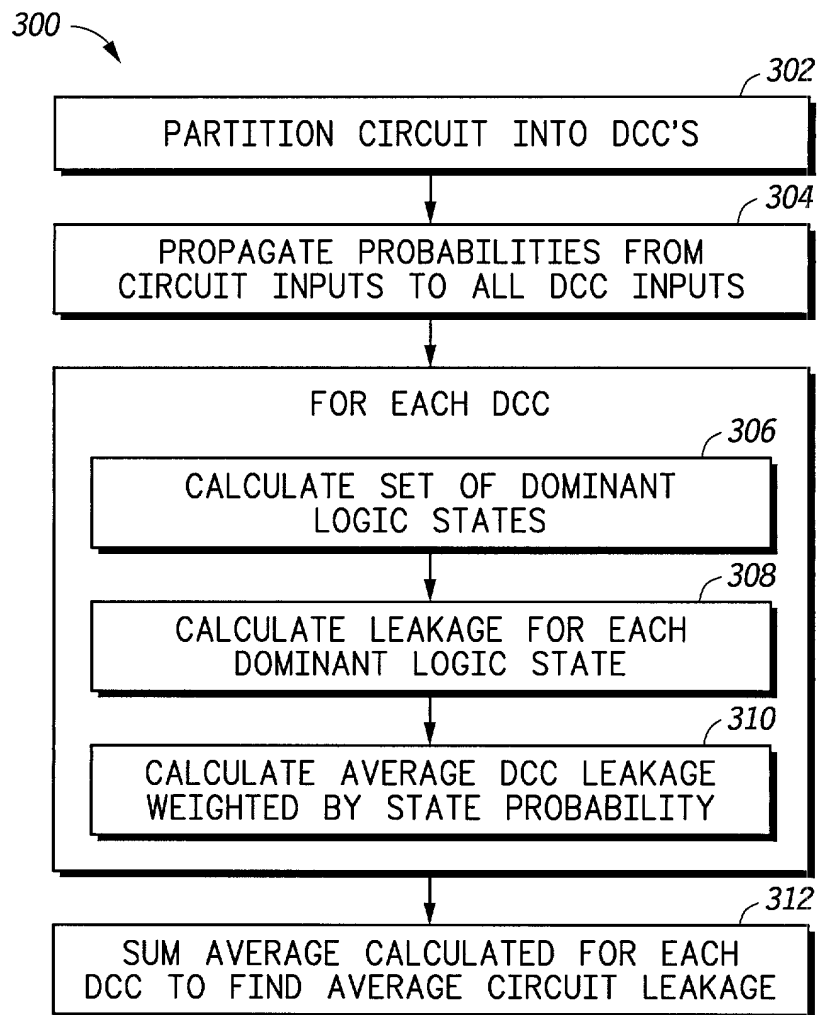 300
302
PARTITION CIRCUIT INTO DCC'S
304
PROPAGATE PROBABILITIES FROM
CIRCUIT INPUTS TO ALL DCC INPUTS
FOR EACH DCC
306
CALCULATE SET OF DOMINANT
LOGIC STATES
308
CALCULATE LEAKAGE FOR EACH
DOMINANT LOGIC STATE
310
CALCULATE AVERAGE DCC LEAKAGE
WEIGHTED BY STATE PROBABILITY
312
SUM AVERAGE CALCULATED FOR EACH
DCC TO FIND AVERAGE CIRCUIT LEAKAGE